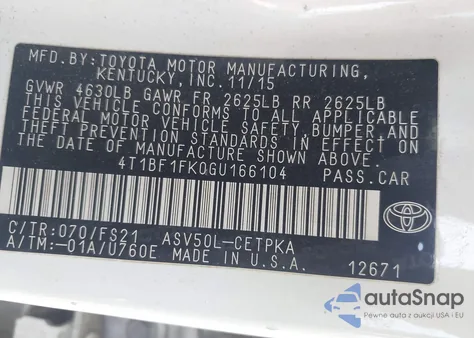 MFD. BY: TOYOTA MOTOR MANUFACTURING,
KENTUCKY, INC. 11/15
GVWR 4630LB GAWR FR 2625LB RR 2625LB
THIS VEHICLE CONFORMS TO ALL APPLICABLE
FEDERAL MOTOR VEHICLE SAFETY, BUMPER, AND
THEFT PREVENTION STANDARDS IN EFFECT ON
THE DATE OF MANUFACTURE SHOWN ABOVE.
4T1BF1FK0GU166104 PASS.CAR
C/TR:070/FS21 ASV50L-CETPKA
A/TM:-01A/U760E MADE IN U.S.A.
TOYOTA
12671
autaSnap
Pewne aukcje USA i EU